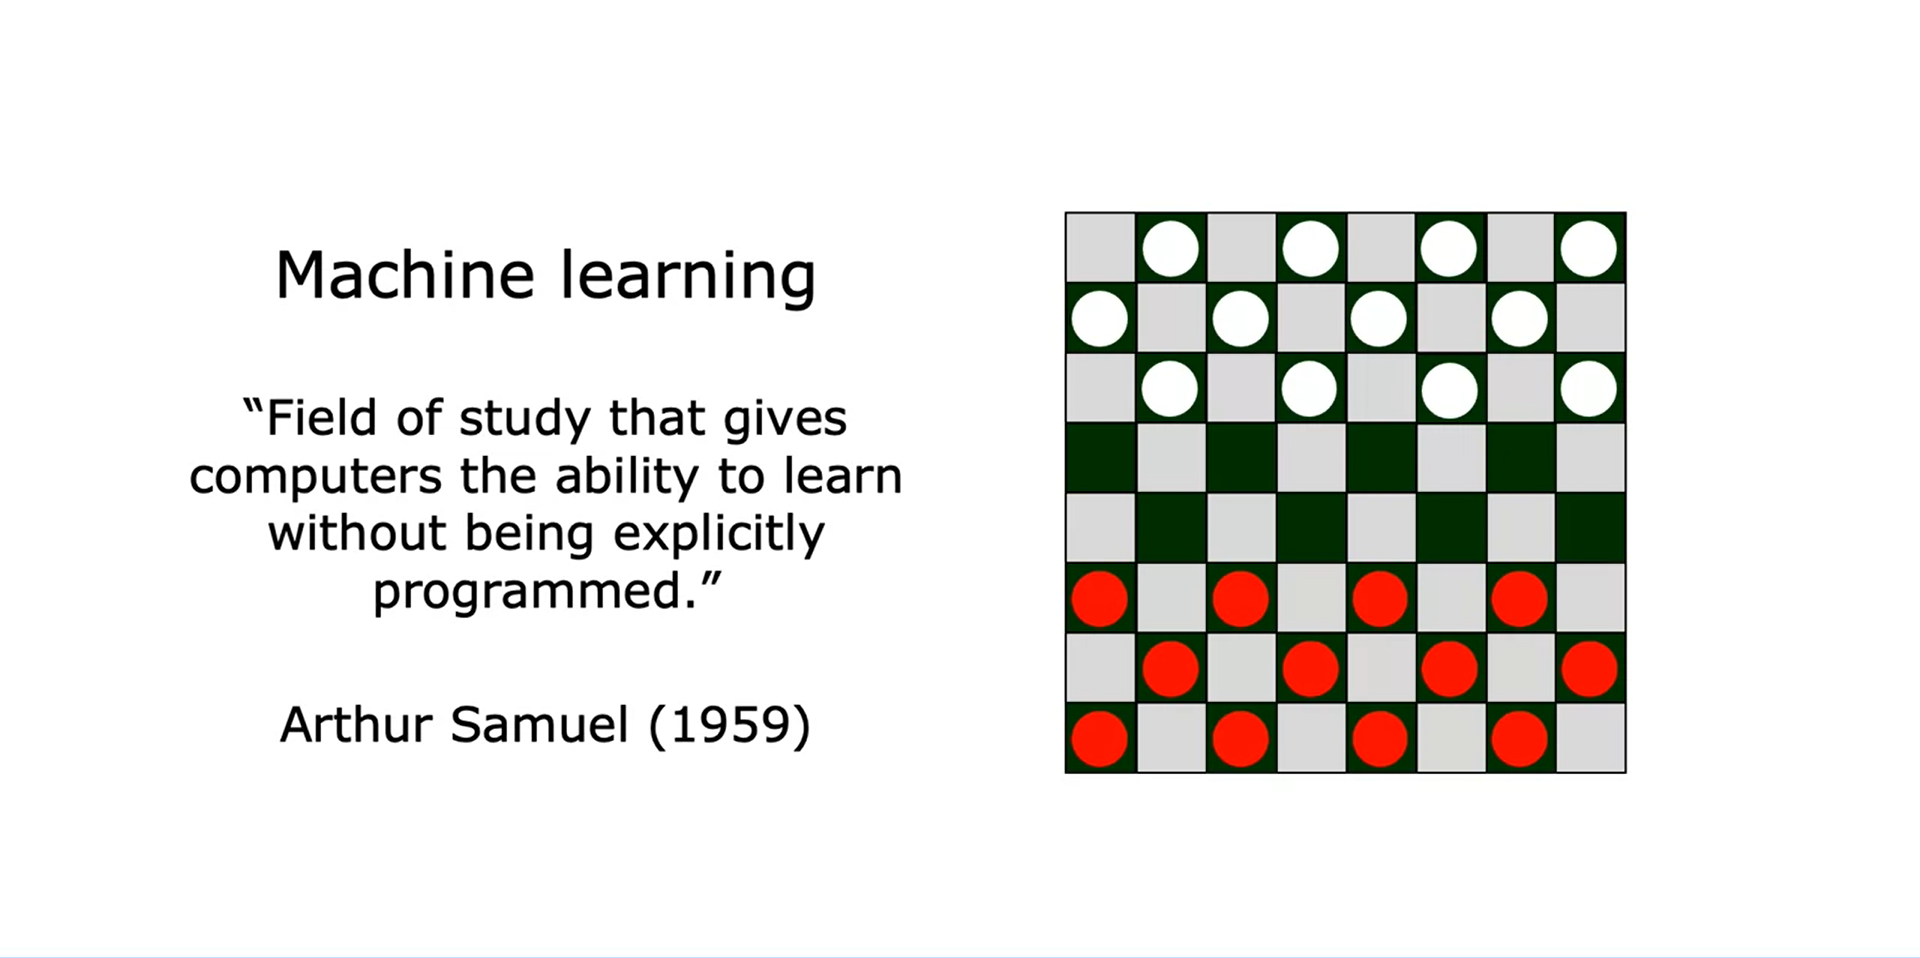 Machine learning
“Field of study that gives
computers the ability to learn
without being explicitly
programmed.”
Arthur Samuel (1959)